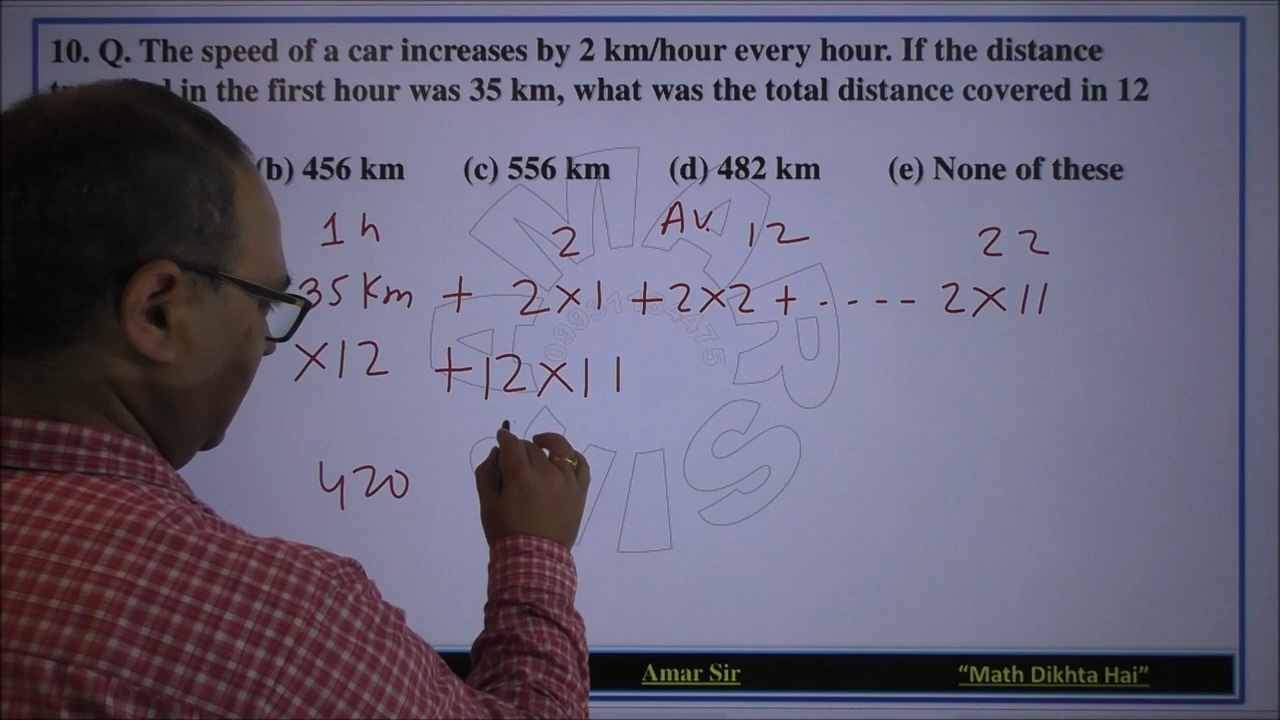 10. Q. The speed of a car increases by 2 km/hour every hour. If the distance
in the first hour was 35 km, what was the total distance covered in 12
(b) 456 km (c) 556 km (d) 482 km (e) None of these
1 h 2 Av. 12 22
35 Km + 2×1 + 2×2 + ---- 2×11
×12 +12×11
420
AMAR SIR
Amar Sir "Math Dikhta Hai"